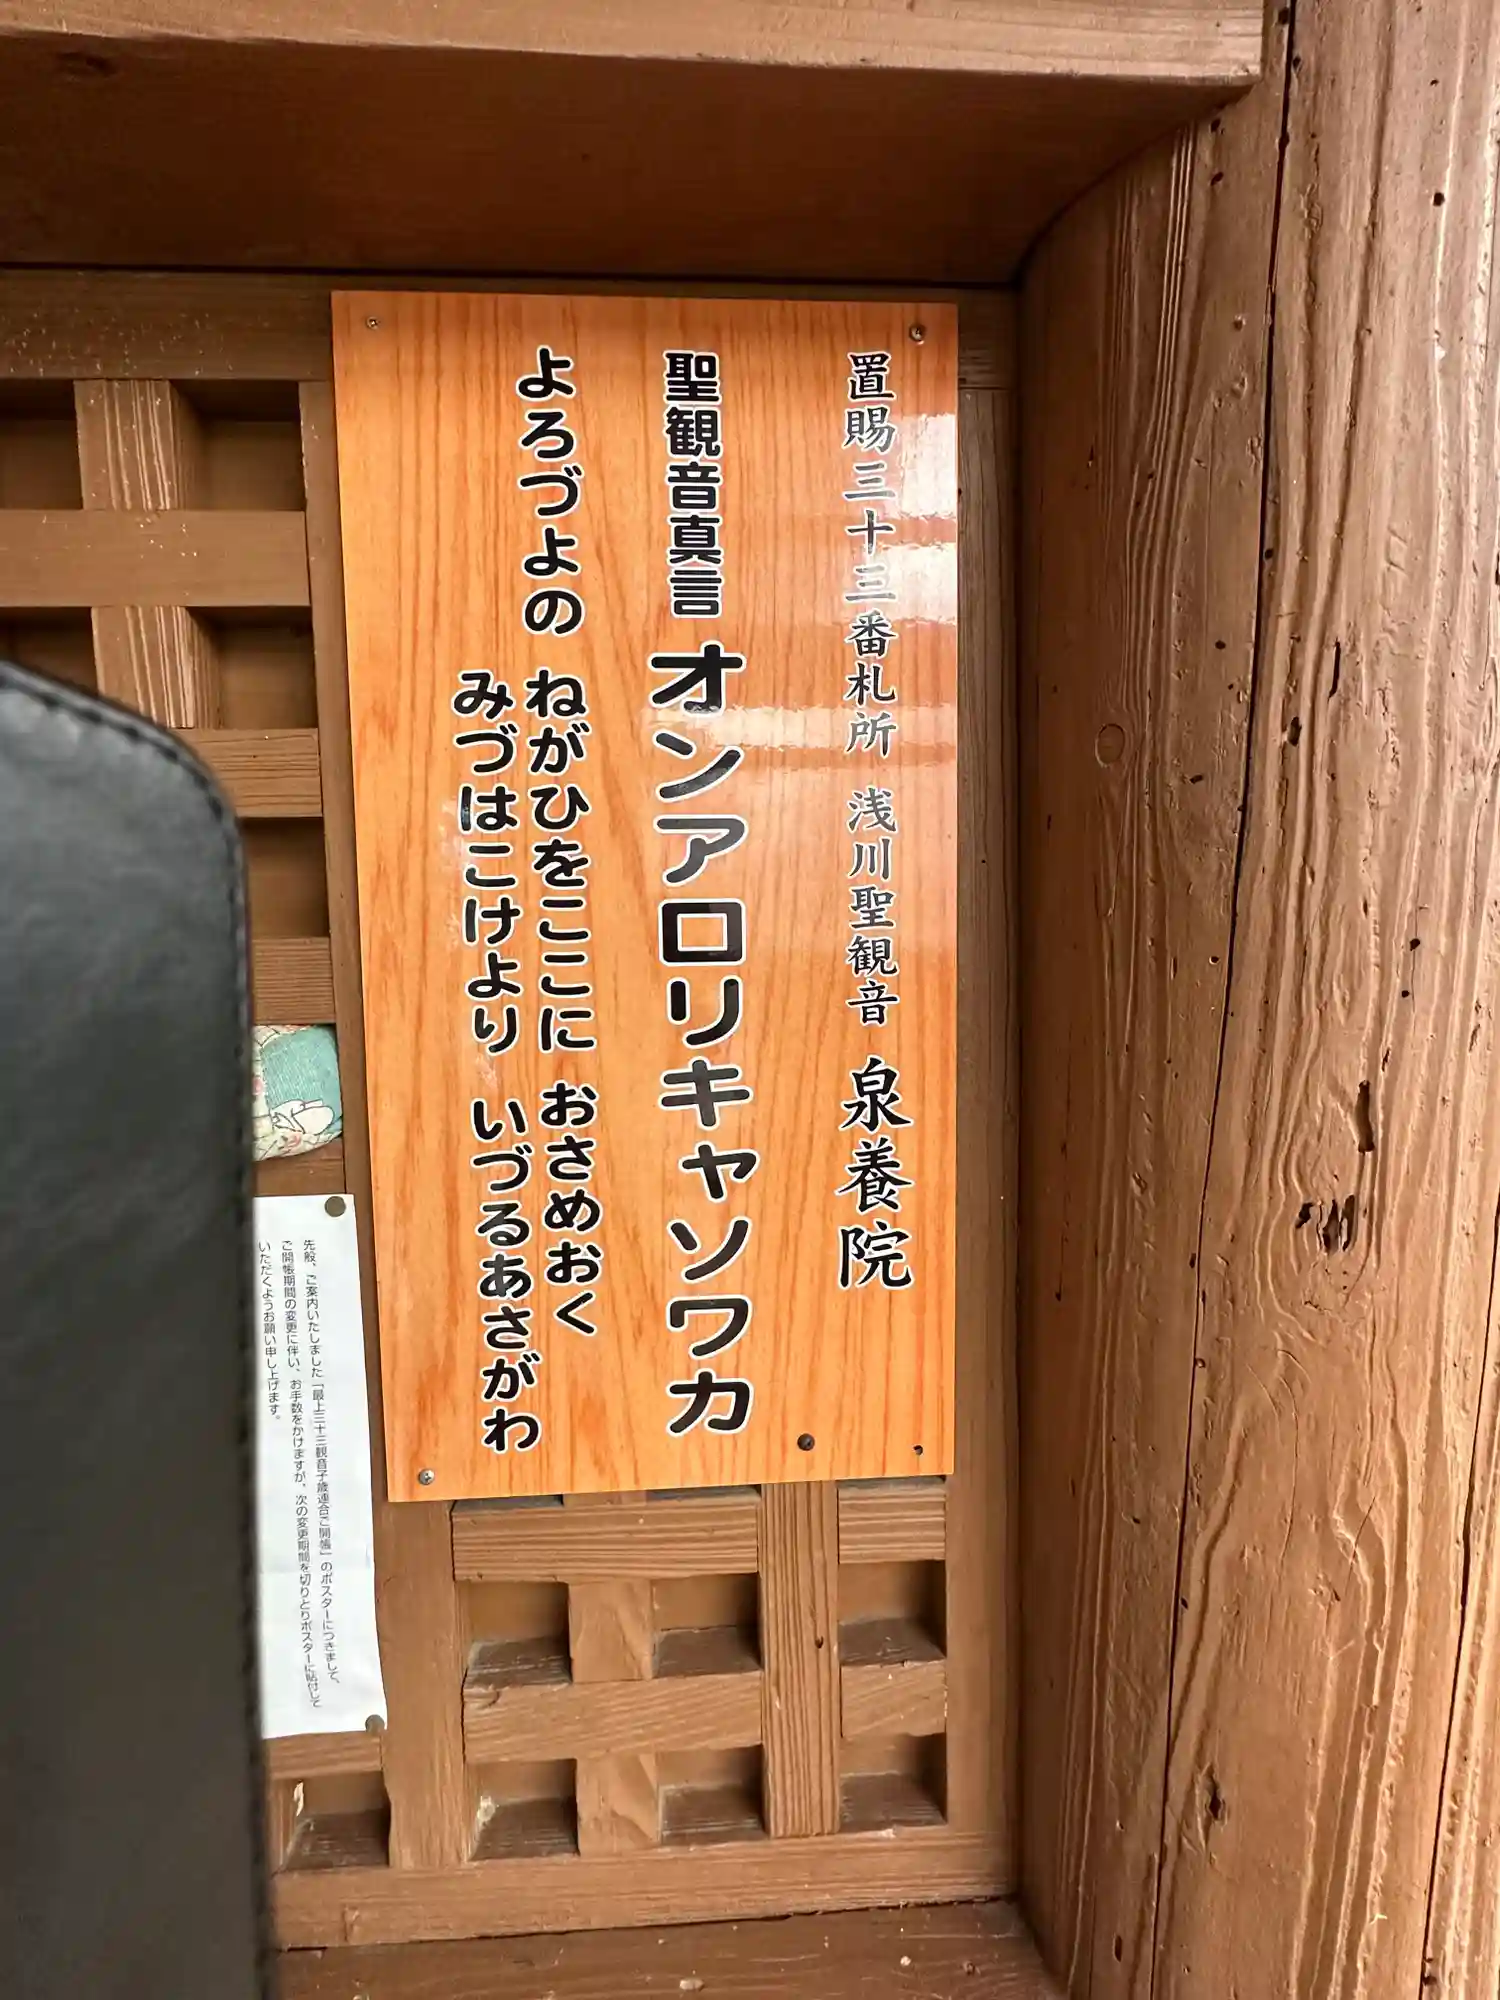 置賜三十三番札所 浅川聖観音 泉養院
聖観音真言 オンアロリキャソワカ
よろづよの ねがひをここに おさめおく
みづはこけより いづるあさがわ
先般、ご案内いたしました「最上三十三観音子歳連合ご開帳」のポスターにつきまして、
ご開帳期間の変更に伴い、お手数をかけますが、次の変更期間を切りとりポスターに貼付して
いただくようお願い申し上げます。